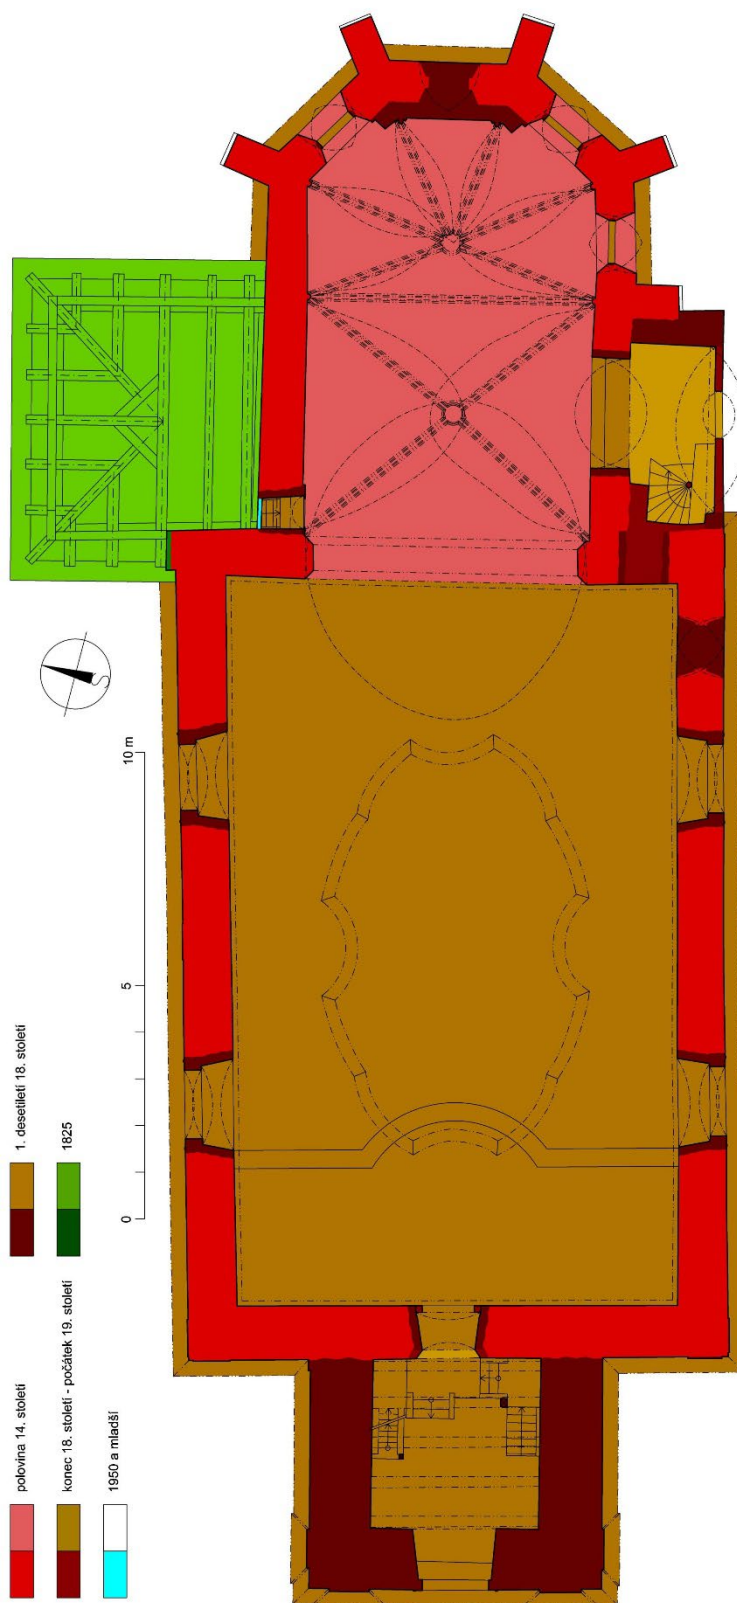 polovina 14. století
1. desetiletí 18. století
konec 18. století - počátek 19. století
1825
1950 a mladší
0
5
10 m
S